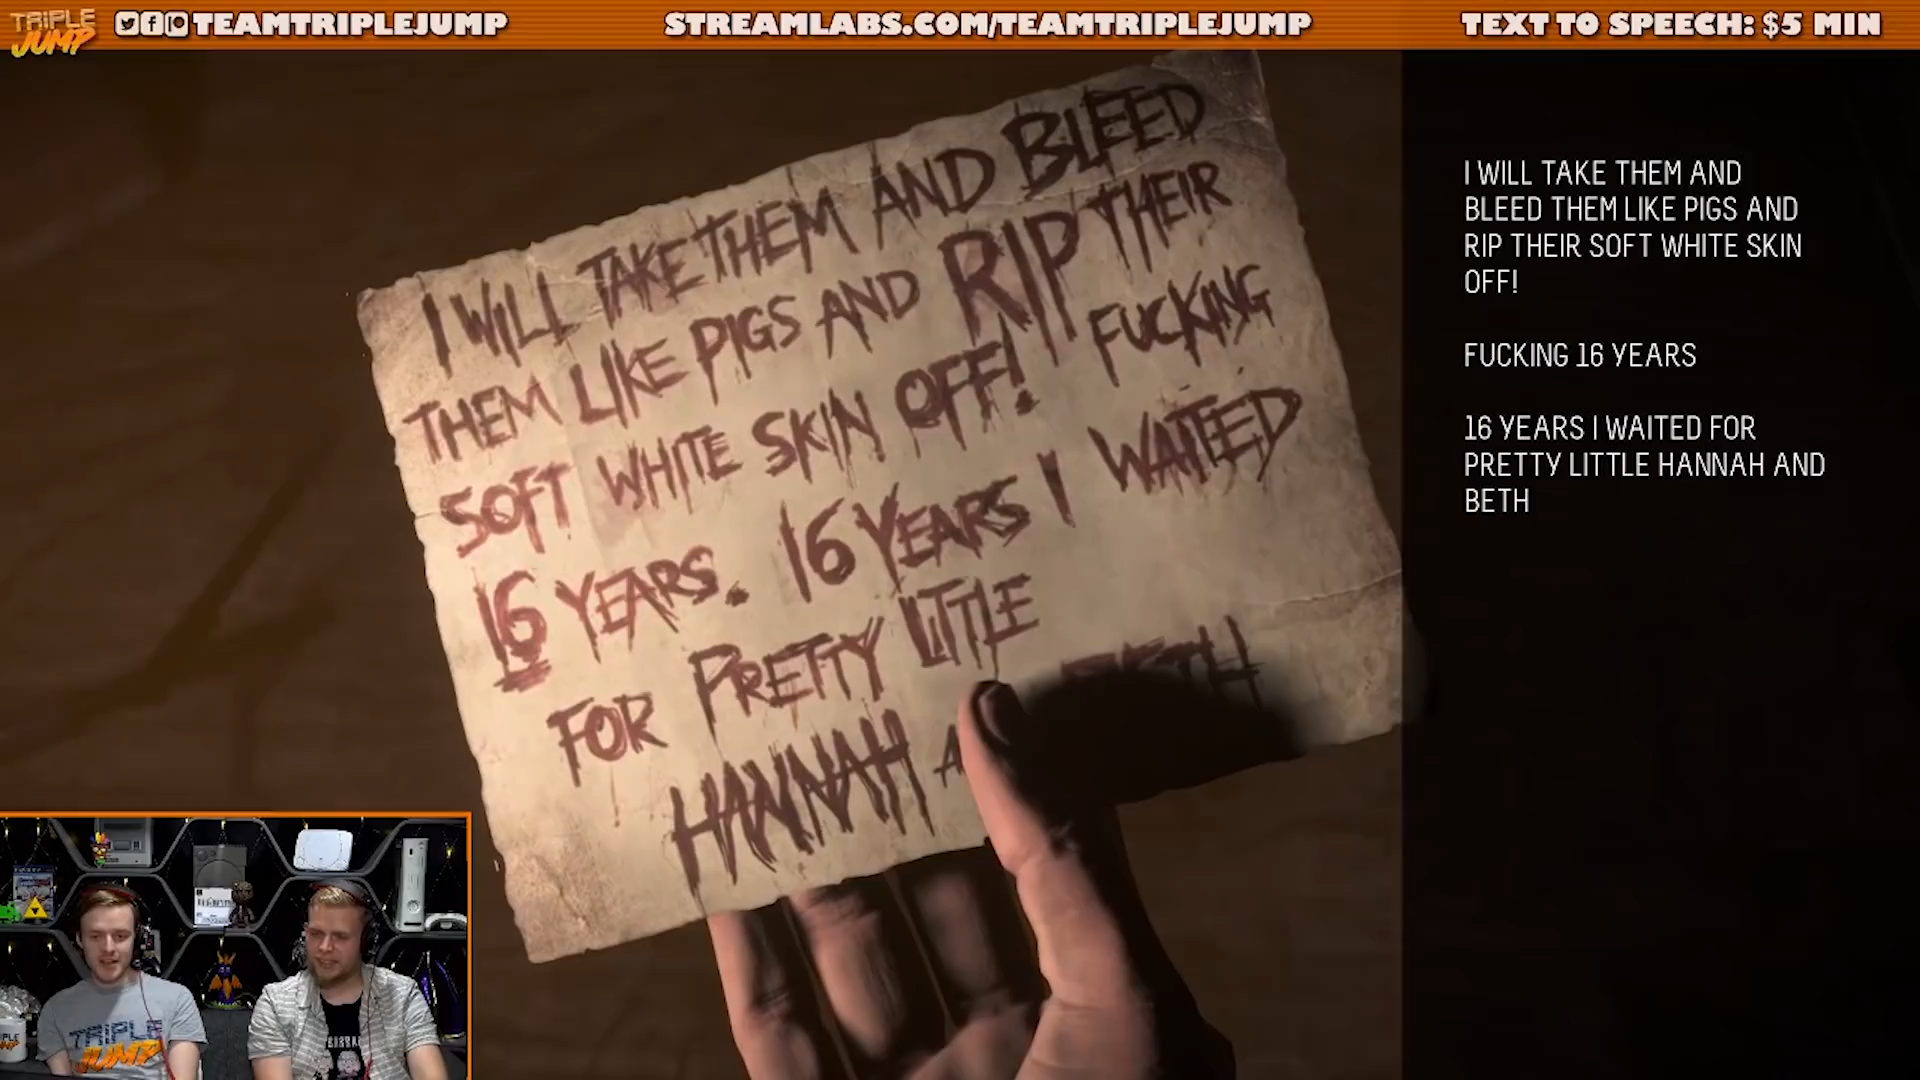 TRIPLE
JUMP
TEAMTRIPLEJUMP
STREAMLABS.COM/TEAMTRIPLEJUMP
TEXT TO SPEECH: $5 MIN
I WILL TAKE THEM AND BLEED
THEM LIKE PIGS AND RIP THEIR
SOFT WHITE SKIN OFF! FUCKING
16 YEARS. 16 YEARS I WAITED
FOR PRETTY LITTLE
HANNAH
I WILL TAKE THEM AND
BLEED THEM LIKE PIGS AND
RIP THEIR SOFT WHITE SKIN
OFF!
FUCKING 16 YEARS
16 YEARS I WAITED FOR
PRETTY LITTLE HANNAH AND
BETH
TRIPLE
JUMP